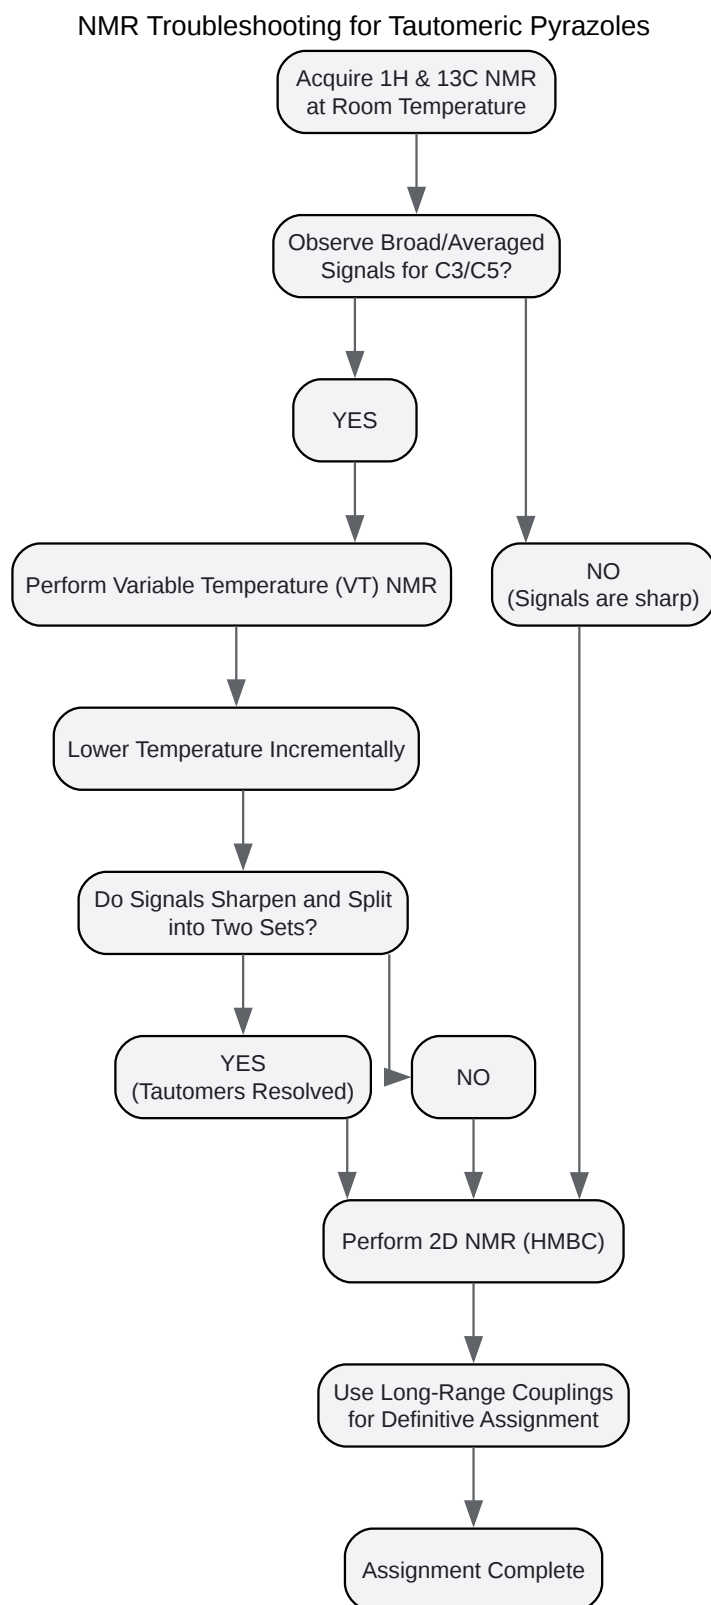 NMR Troubleshooting for Tautomeric Pyrazoles
Acquire 1H & 13C NMR
at Room Temperature
Observe Broad/Averaged
Signals for C3/C5?
YES
Perform Variable Temperature (VT) NMR
NO
(Signals are sharp)
Lower Temperature Incrementally
Do Signals Sharpen and Split
into Two Sets?
YES
(Tautomers Resolved)
NO
Perform 2D NMR (HMBC)
Use Long-Range Couplings
for Definitive Assignment
Assignment Complete